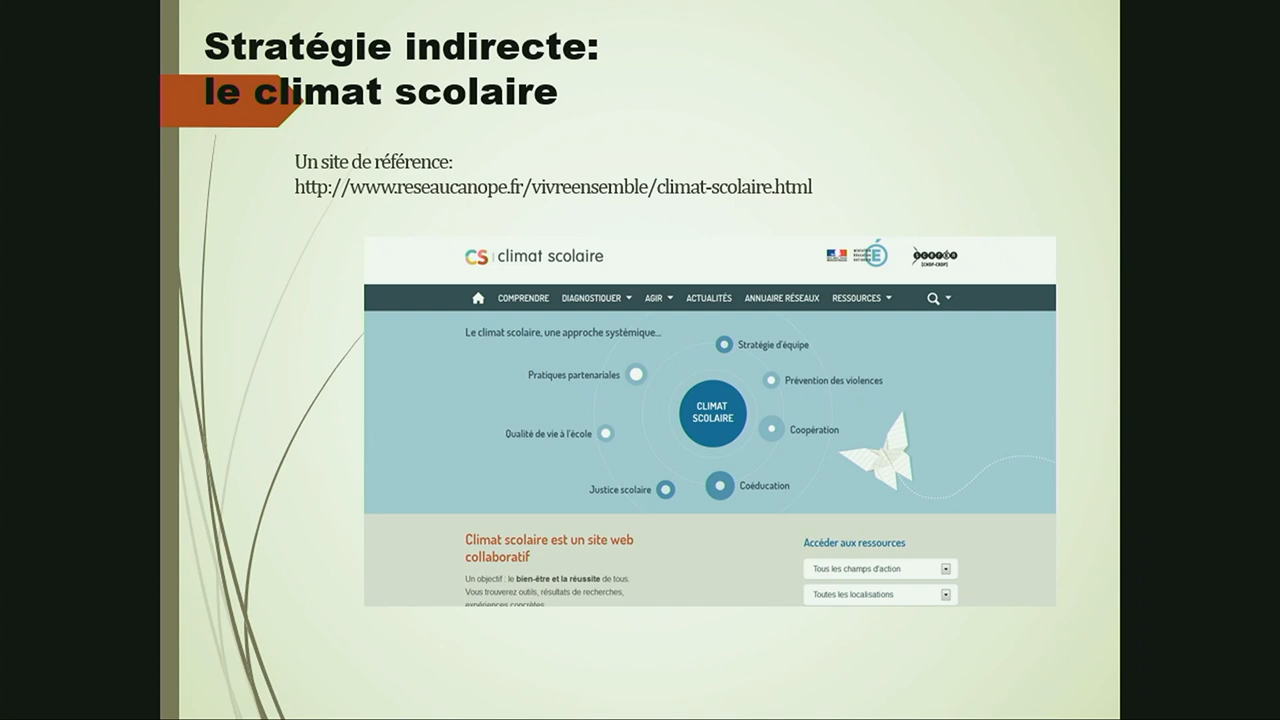 Stratégie indirecte:
le climat scolaire
Un site de référence:
http://www.reseaucanope.fr/vivreensemble/climat-scolaire.html
CS climat scolaire
COMPRENDRE DIAGNOSTIQUER AGIR ACTUALITÉS ANNUAIRE RÉSEAUX RESSOURCES
Le climat scolaire, une approche systèmique...
Stratégie d'équipe
Pratiques partenariales
Prévention des violences
CLIMAT
SCOLAIRE
Qualité de vie à l'école
Coopération
Justice scolaire
Coéducation
Climat scolaire est un site web
collaboratif
Un objectif : le bien-être et la réussite de tous.
Vous trouverez outils, résultats de recherches,
expériences concrètes
Accéder aux ressources
Tous les champs d'action
Toutes les localisations